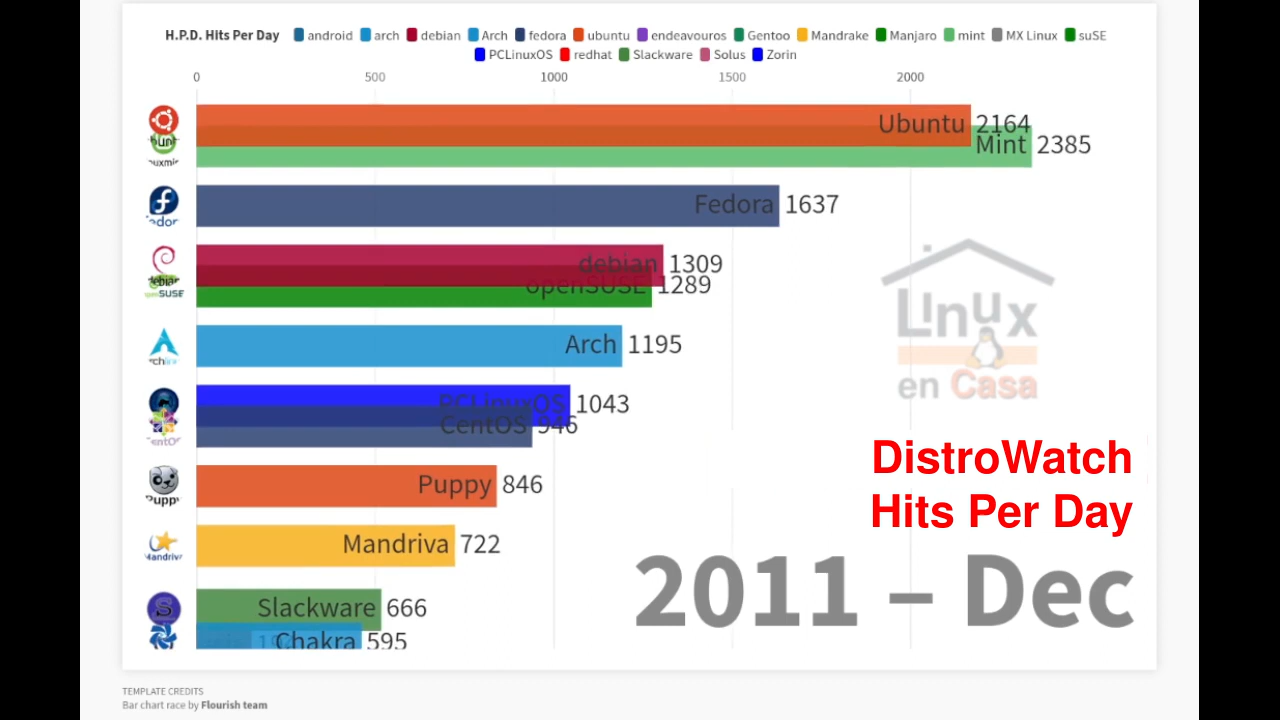 H.P.D. Hits Per Day android arch debian Arch fedora ubuntu endeavouros Gentoo Mandrake Manjaro mint MX Linux suSE
PCLinuxOS redhat Slackware Solus Zorin
0 500 1000 1500 2000
Ubuntu 2164
Mint 2385
Fedora 1637
debian 1309
openSUSE 1289
Arch 1195
PCLinuxOS 1043
CentOS 946
Puppy 846
Mandriva 722
Slackware 666
Chakra 595
Linux
en Casa
DistroWatch
Hits Per Day
2011 – Dec
TEMPLATE CREDITS
Bar chart race by Flourish team